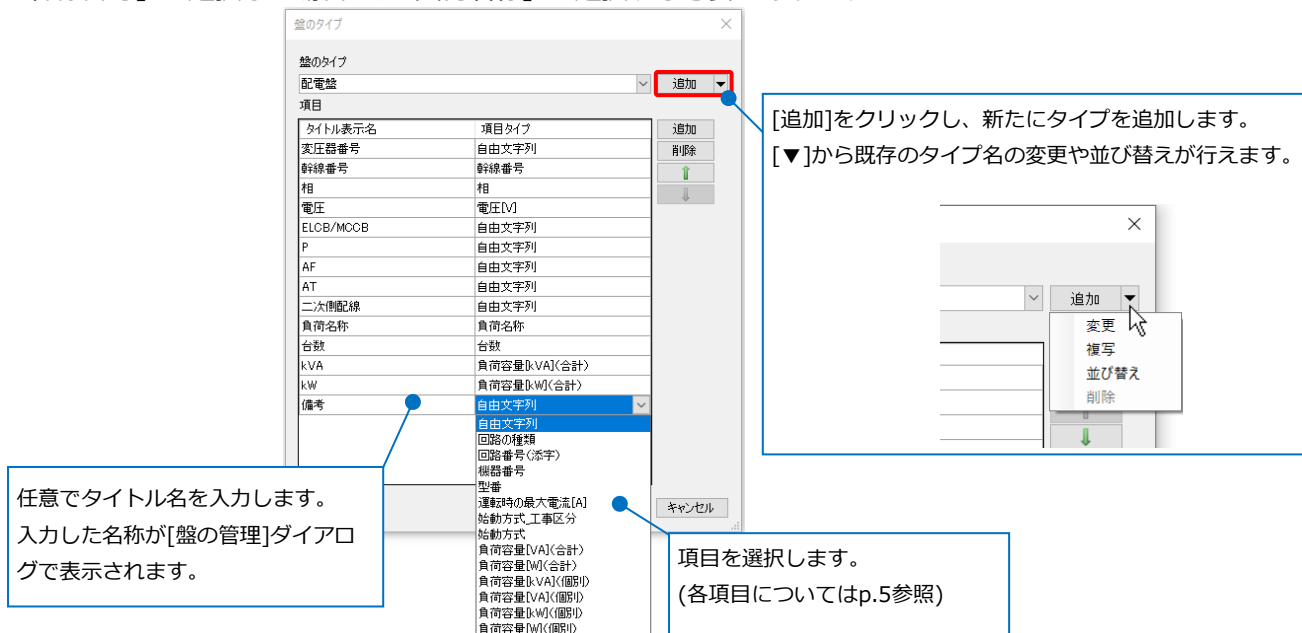 盤のタイプ
盤のタイプ
配電盤
追加 ▼
項目
タイトル表示名 項目タイプ
変圧器番号 自由文字列
幹線番号 幹線番号
相 相
電圧 電圧[V]
ELCB/MCCB 自由文字列
P 自由文字列
AF 自由文字列
AT 自由文字列
二次側配線 自由文字列
負荷名称 負荷名称
台数 台数
kVA 負荷容量[kVA](合計)
kW 負荷容量[kW](合計)
備考 自由文字列
自由文字列
回路の種類
回路番号(添字)
機器番号
型番
運転時の最大電流[A]
始動方式_工事区分
始動方式
負荷容量[VA](合計)
負荷容量[W](合計)
負荷容量[kVA](個別)
負荷容量[VA](個別)
負荷容量[kW](個別)
負荷容量[W](個別)
追加
削除
キャンセル
[追加]をクリックし、新たにタイプを追加します。
[▼]から既存のタイプ名の変更や並び替えが行えます。
追加 ▼
変更
複写
並び替え
削除
任意でタイトル名を入力します。
入力した名称が[盤の管理]ダイアロ
グで表示されます。
項目を選択します。
(各項目についてはp.5参照)